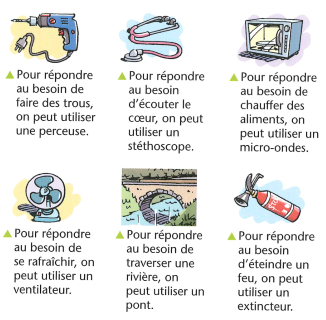 ▲ Pour répondre
au besoin de
faire des trous,
on peut utiliser
une perceuse.
▲ Pour répondre
au besoin
d'écouter le
cœur, on peut
utiliser un
stéthoscope.
▲ Pour répondre
au besoin de
chauffer des
aliments, on
peut utiliser un
micro-ondes.
▲ Pour répondre
au besoin de
se rafraîchir, on
peut utiliser un
ventilateur.
▲ Pour répondre
au besoin de
traverser une
rivière, on
peut utiliser un
pont.
▲ Pour répondre
au besoin
d'éteindre un
feu, on peut
utiliser un
extincteur.